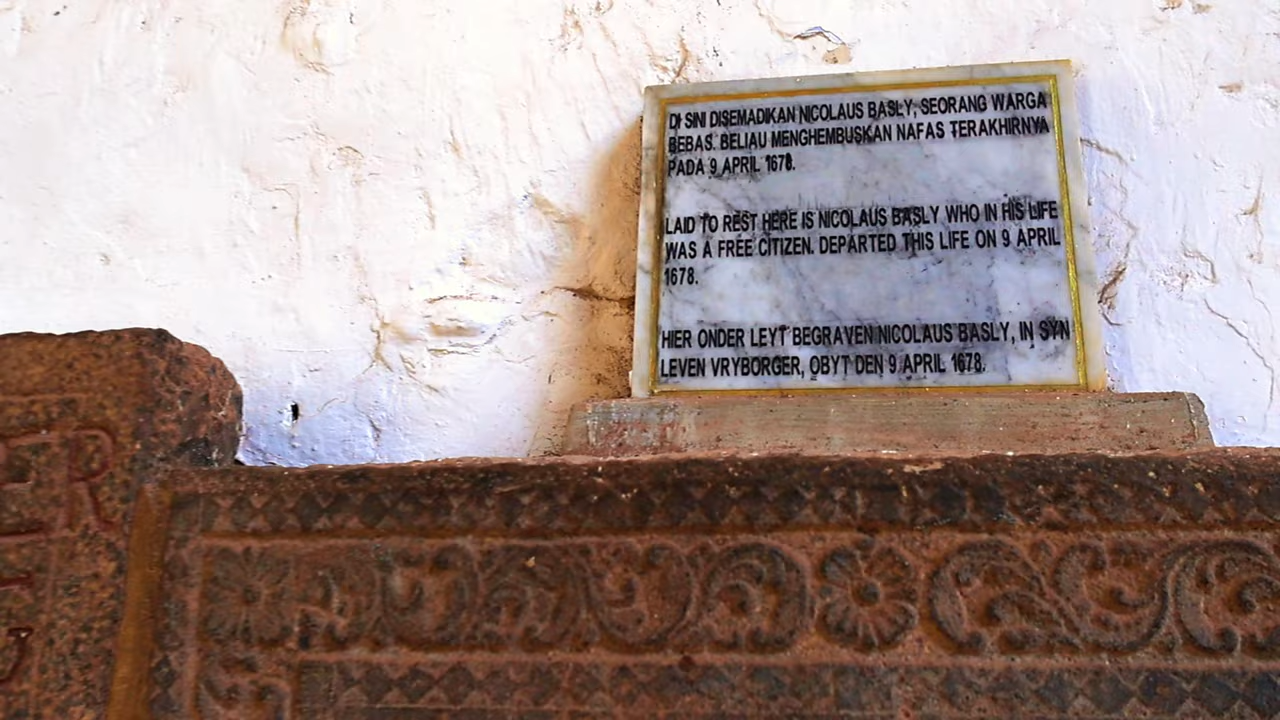 DI SINI DISEMADIKAN NICOLAUS BASLY, SEORANG WARGA
BEBAS. BELIAU MENGHEMBUSKAN NAFAS TERAKHIRNYA
PADA 9 APRIL 1678.
LAID TO REST HERE IS NICOLAUS BASLY WHO IN HIS LIFE
WAS A FREE CITIZEN. DEPARTED THIS LIFE ON 9 APRIL
1678.
HIER ONDER LEYT BEGRAVEN NICOLAUS BASLY, IN SYN
LEVEN VRYBORGER, OBYT DEN 9 APRIL 1678.